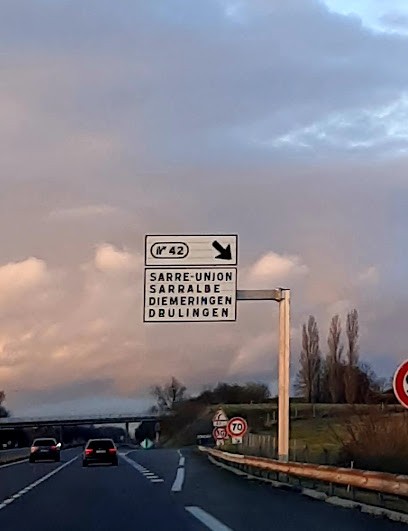 42
SARRE-UNION
SARRALBE
DIEMERINGEN
DRULINGEN
70